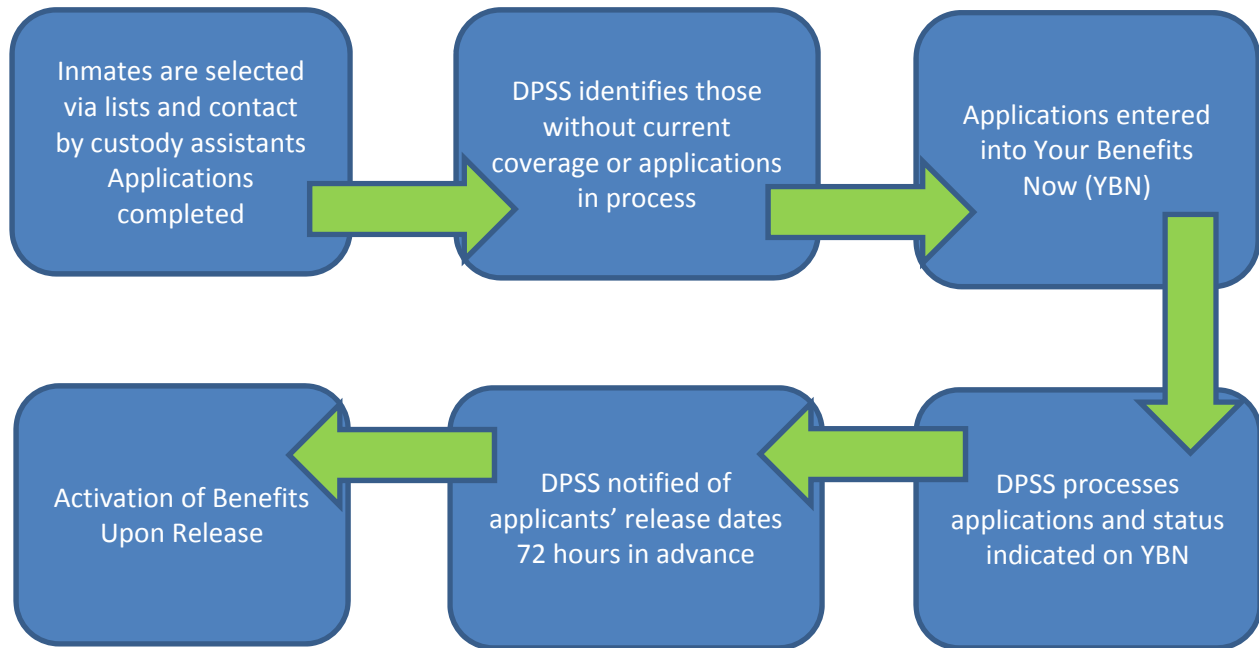 Inmates are selected
via lists and contact
by custody assistants
Applications
completed
DPSS identifies those
without current
coverage or applications
in process
Applications entered
into Your Benefits
Now (YBN)
DPSS processes
applications and status
indicated on YBN
DPSS notified of
applicants’ release dates
72 hours in advance
Activation of Benefits
Upon Release